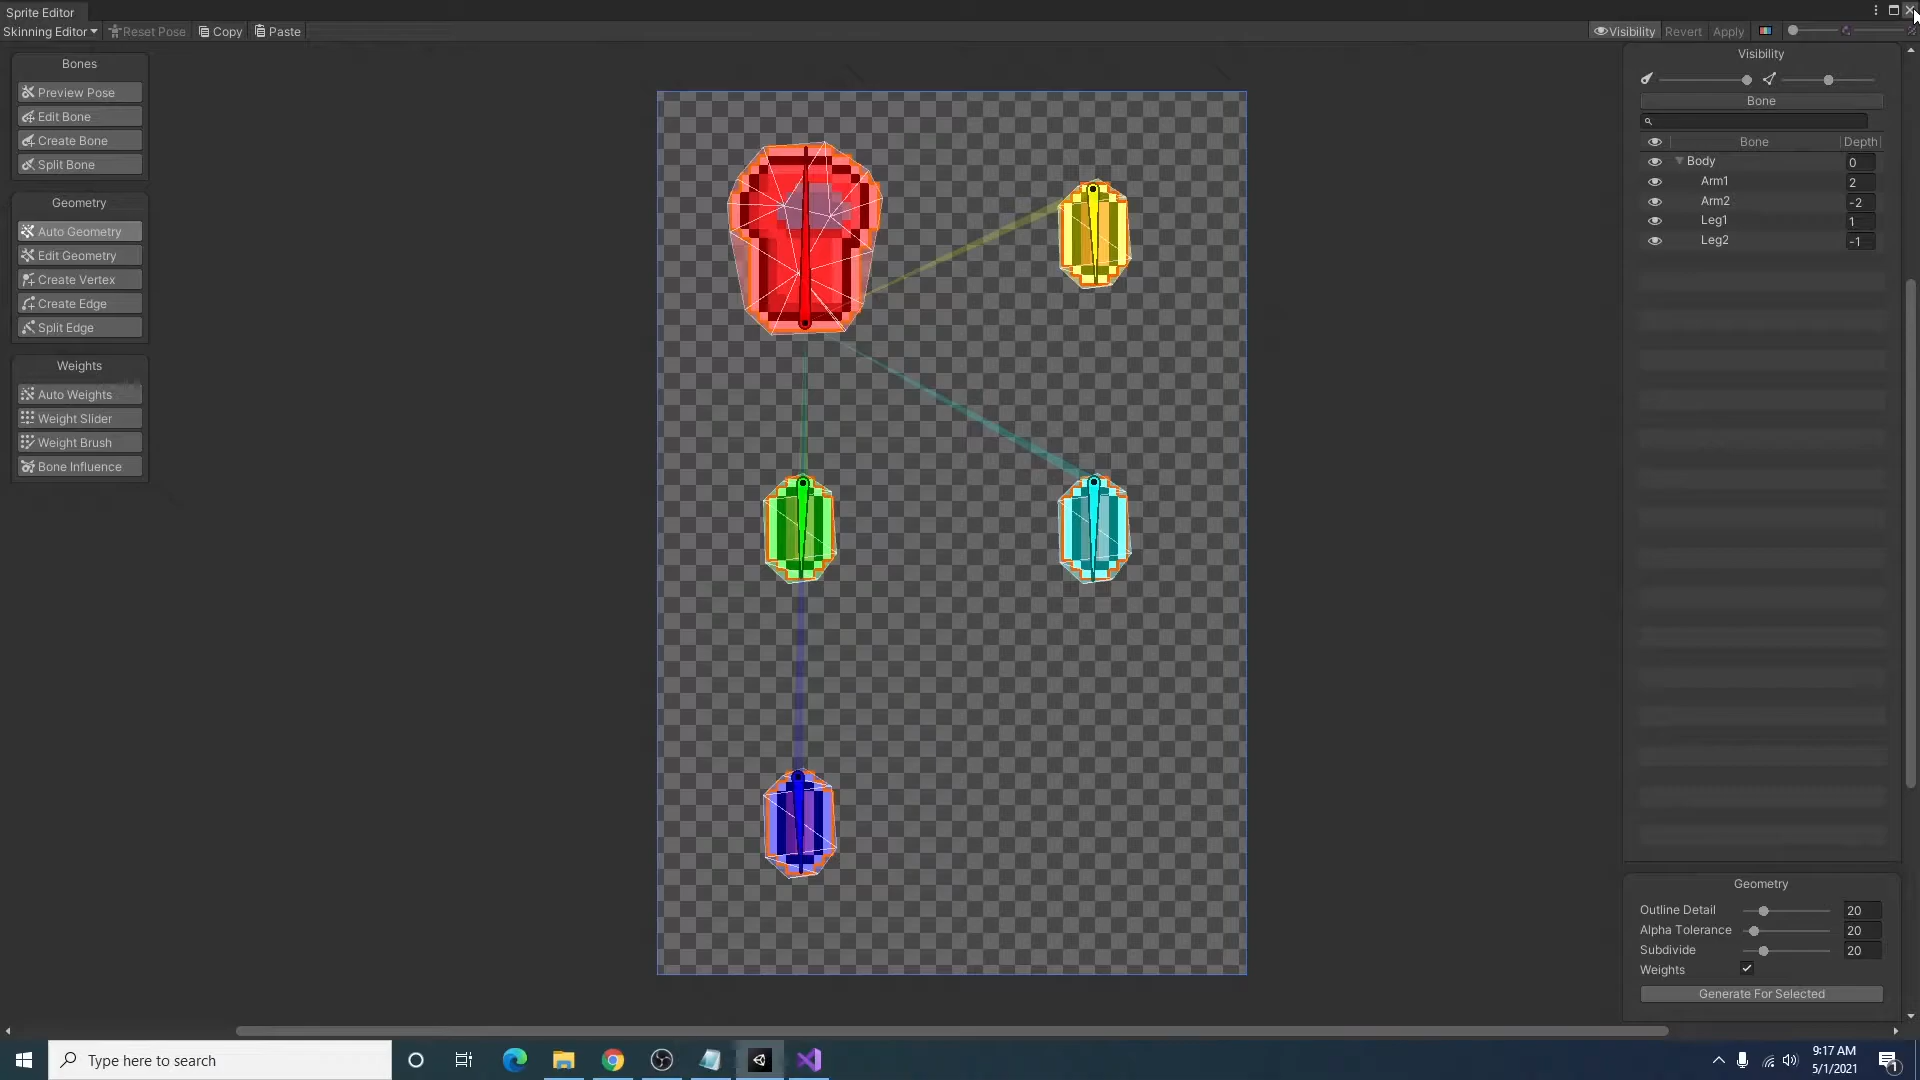 Sprite Editor
Skinning Editor Reset Pose Copy Paste Visibility Revert Apply
Bones
Preview Pose
Edit Bone
Create Bone
Split Bone
Geometry
Auto Geometry
Edit Geometry
Create Vertex
Create Edge
Split Edge
Weights
Auto Weights
Weight Slider
Weight Brush
Bone Influence
Visibility
Bone
Bone Depth
Body 0
Arm1 2
Arm2 -2
Leg1 1
Leg2 -1
Geometry
Outline Detail 20
Alpha Tolerance 20
Subdivide 20
Weights
Generate For Selected
Type here to search
9:17 AM
5/1/2021
1